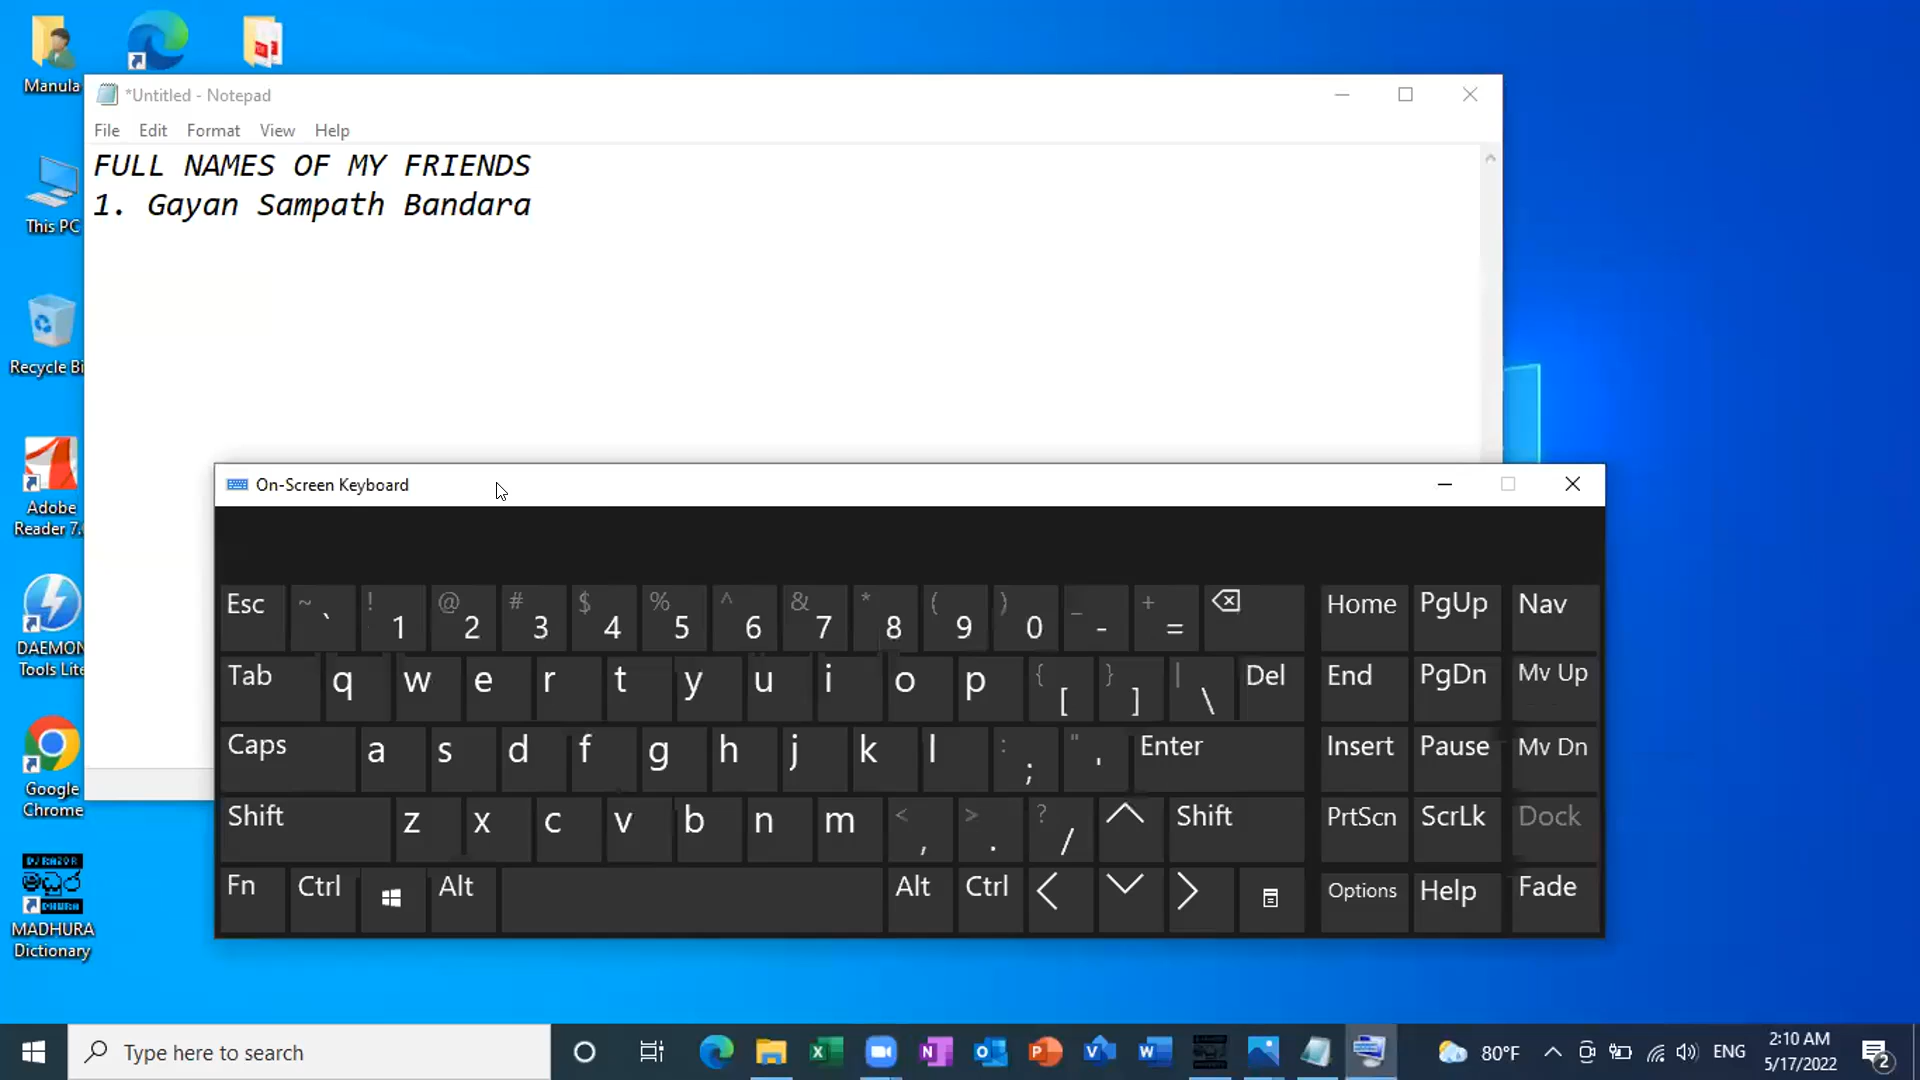 Manula
This PC
Recycle Bi
Adobe
Reader 7.
DAEMON
Tools Lite
Google
Chrome
DJ RAZOR
මධුර
MADHURA
Dictionary
*Untitled - Notepad
File Edit Format View Help
FULL NAMES OF MY FRIENDS
1. Gayan Sampath Bandara
On-Screen Keyboard
Esc ~ ` ! 1 @ 2 # 3 $ 4 % 5 ^ 6 & 7 * 8 ( 9 ) 0 _ - + = Home PgUp Nav
Tab q w e r t y u i o p { [ } ] | \ Del End PgDn Mv Up
Caps a s d f g h j k l : ; " ' Enter Insert Pause Mv Dn
Shift z x c v b n m < , > . ? / Shift PrtScn ScrLk Dock
Fn Ctrl Alt Alt Ctrl Options Help Fade
Type here to search
80°F ENG 2:10 AM
5/17/2022
2